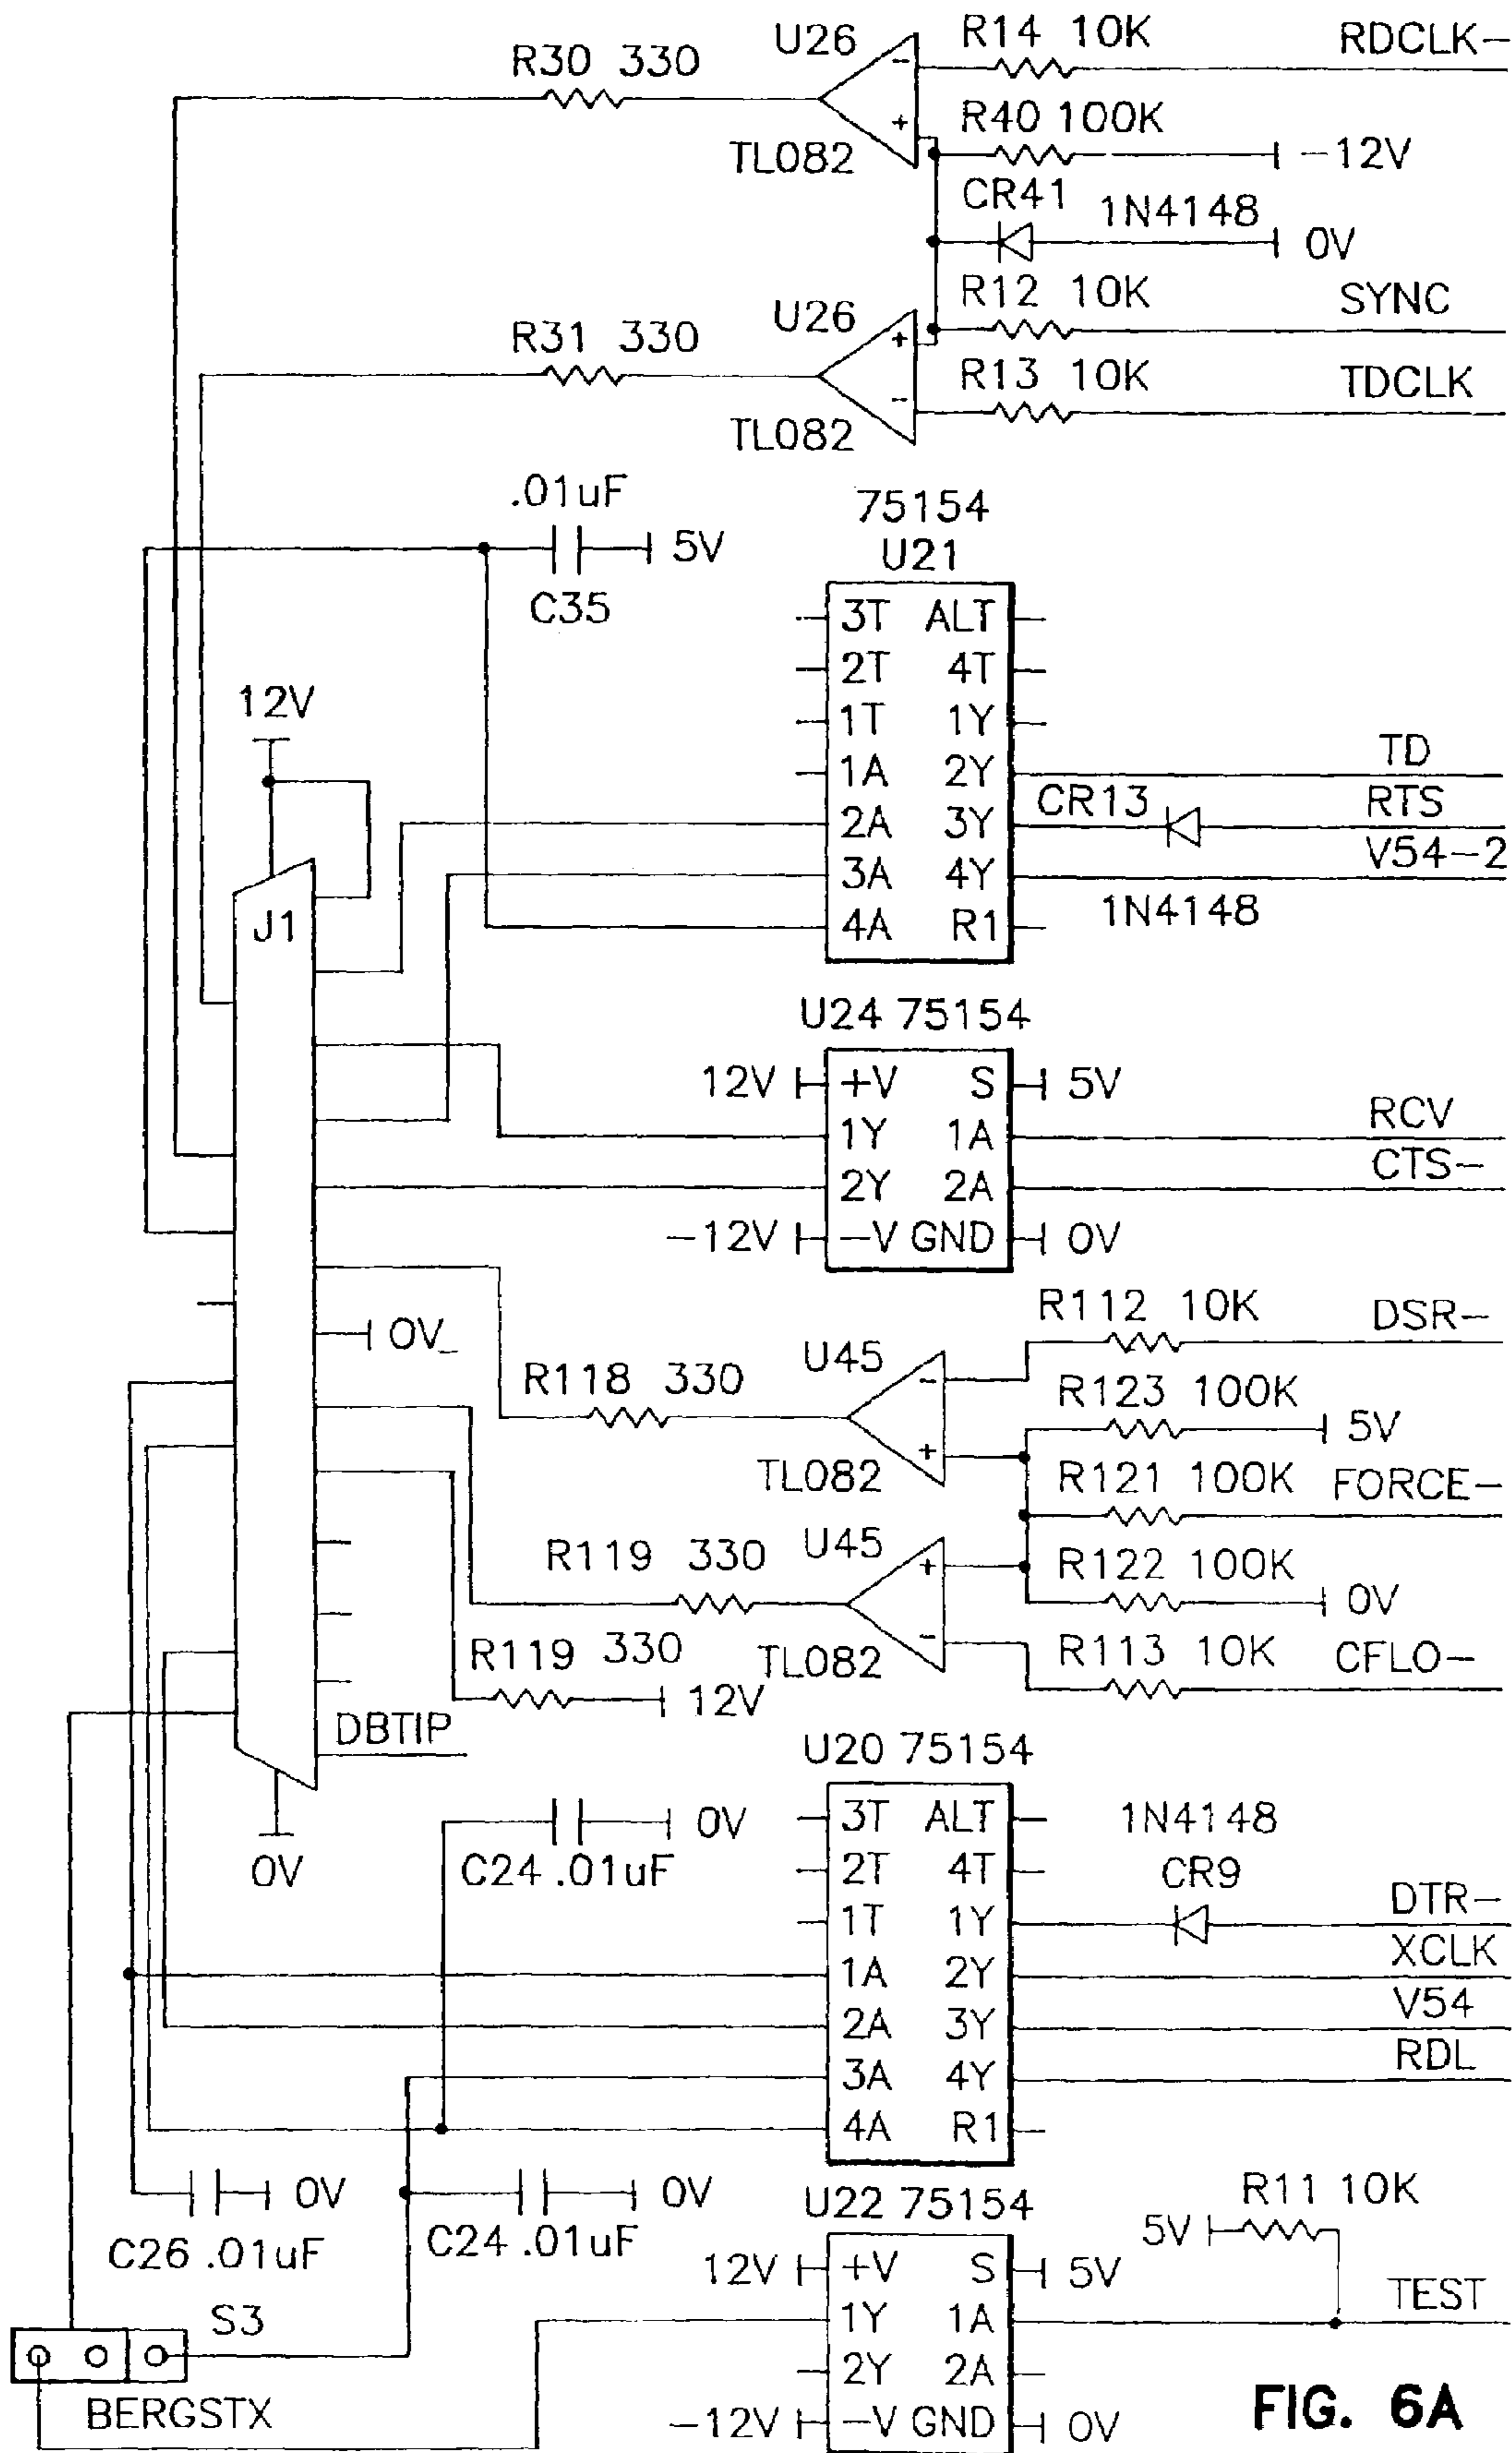 U26 R14 10K RDCLK-
R30 330
-
+ R40 100K
TL082 -12V
CR41 1N4148
0V
U26 R12 10K SYNC
R31 330 +
R13 10K TDCLK
-
TL082
.01uF 75154
5V U21
C35
3T ALT
2T 4T
12V
1T 1Y
1A 2Y TD
CR13 RTS
2A 3Y
V54-2
3A 4Y
J1 1N4148
4A R1
U24 75154
12V +V S 5V
1Y 1A RCV
2Y 2A CTS-
-12V -V GND 0V
R112 10K DSR-
0V_
U45
R118 330 - R123 100K
5V
+
TL082 R121 100K FORCE-
R119 330 U45
+ R122 100K
0V
R119 330 - R113 10K CFLO-
TL082
12V
DBTIP
U20 75154
0V 3T ALT 1N4148
0V C24 .01uF 2T 4T CR9
1T 1Y DTR-
1A 2Y XCLK
2A 3Y V54
3A 4Y RDL
4A R1
0V 0V U22 75154 R11 10K
C26 .01uF C24 .01uF 5V
12V +V S 5V
S3 1Y 1A TEST
2Y 2A
BERGSTX -12V -V GND 0V
FIG. 6A